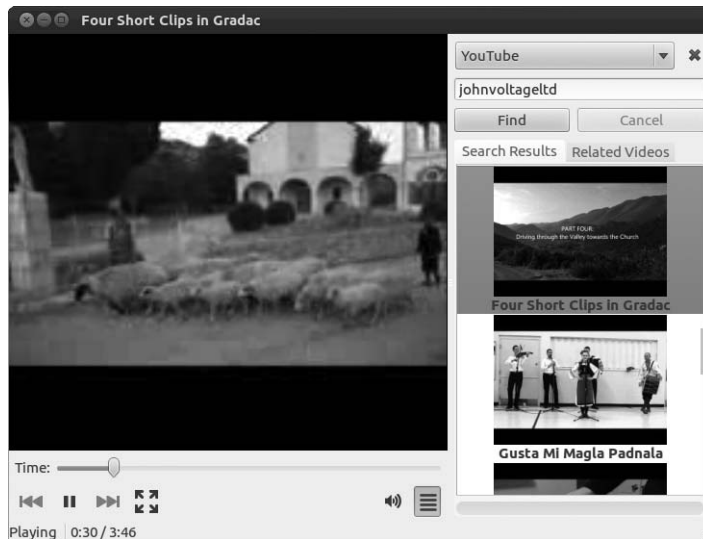 Four Short Clips in Gradac
YouTube
johnvoltageltd
Find Cancel
Search Results Related Videos
PART FOUR:
Driving through the Valley towards the Church
Four Short Clips in Gradac
Gusta Mi Magla Padnala
Time:
Playing 0:30 / 3:46